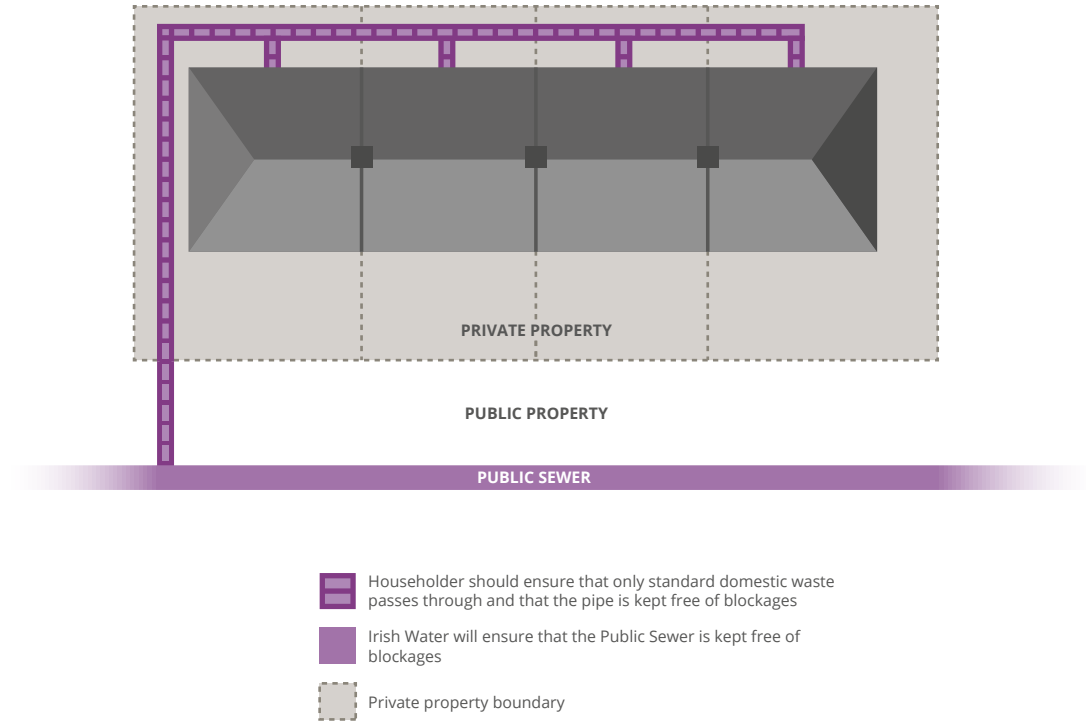 PRIVATE PROPERTY
PUBLIC PROPERTY
PUBLIC SEWER
Householder should ensure that only standard domestic waste
passes through and that the pipe is kept free of blockages
Irish Water will ensure that the Public Sewer is kept free of
blockages
Private property boundary